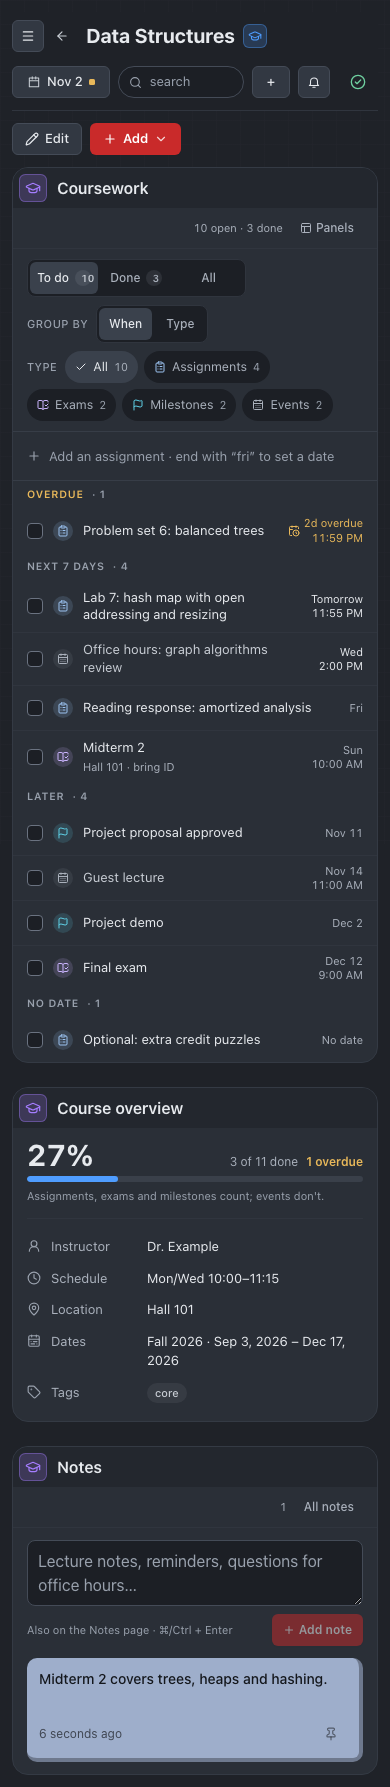 Data Structures
Nov 2
search
+
Edit
+ Add
Coursework
10 open · 3 done
Panels
To do 10
Done 3
All
GROUP BY
When
Type
TYPE
All 10
Assignments 4
Exams 2
Milestones 2
Events 2
+ Add an assignment · end with “fri” to set a date
OVERDUE · 1
Problem set 6: balanced trees
2d overdue
11:59 PM
NEXT 7 DAYS · 4
Lab 7: hash map with open
addressing and resizing
Tomorrow
11:55 PM
Office hours: graph algorithms
review
Wed
2:00 PM
Reading response: amortized analysis
Fri
Midterm 2
Hall 101 · bring ID
Sun
10:00 AM
LATER · 4
Project proposal approved
Nov 11
Guest lecture
Nov 14
11:00 AM
Project demo
Dec 2
Final exam
Dec 12
9:00 AM
NO DATE · 1
Optional: extra credit puzzles
No date
Course overview
27%
3 of 11 done
1 overdue
Assignments, exams and milestones count; events don't.
Instructor
Dr. Example
Schedule
Mon/Wed 10:00–11:15
Location
Hall 101
Dates
Fall 2026 · Sep 3, 2026 – Dec 17,
2026
Tags
core
Notes
1
All notes
Lecture notes, reminders, questions for
office hours…
Also on the Notes page · ⌘/Ctrl + Enter
+ Add note
Midterm 2 covers trees, heaps and hashing.
6 seconds ago